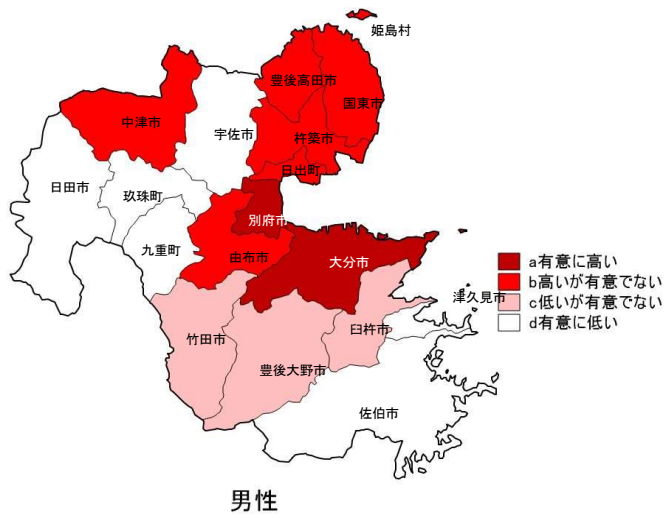 姫島村
豊後高田市
国東市
中津市
宇佐市
杵築市
日出町
日田市
玖珠町
別府市
九重町
由布市
大分市
a有意に高い
b高いが有意でない
c低いが有意でない
d有意に低い
津久見市
臼杵市
竹田市
豊後大野市
佐伯市
男性